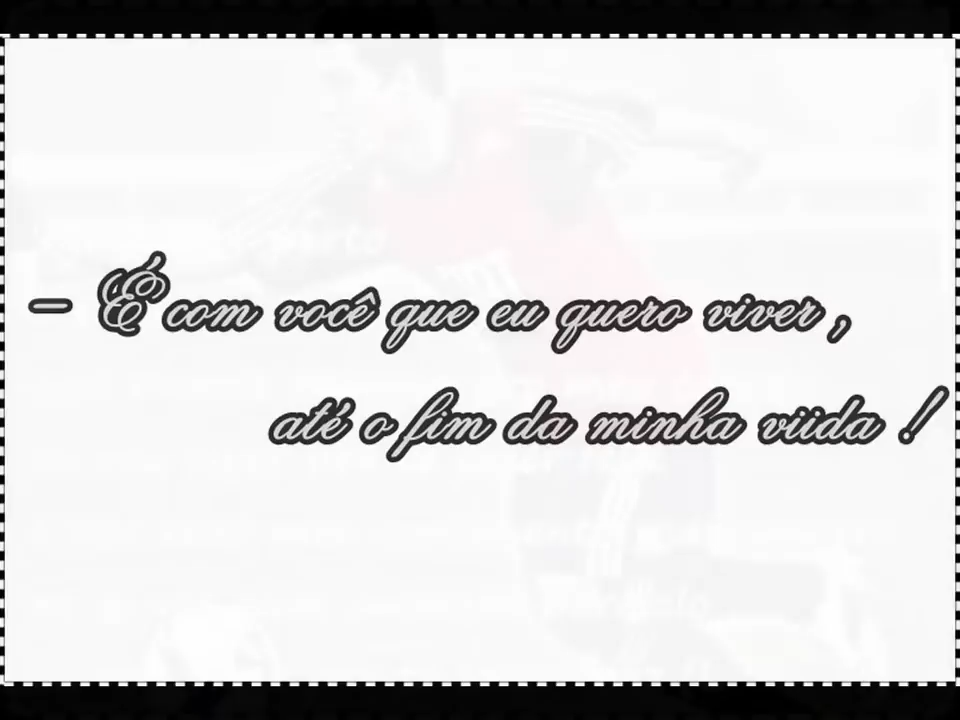 - É com você que eu quero viver ,
até o fim da minha viida !